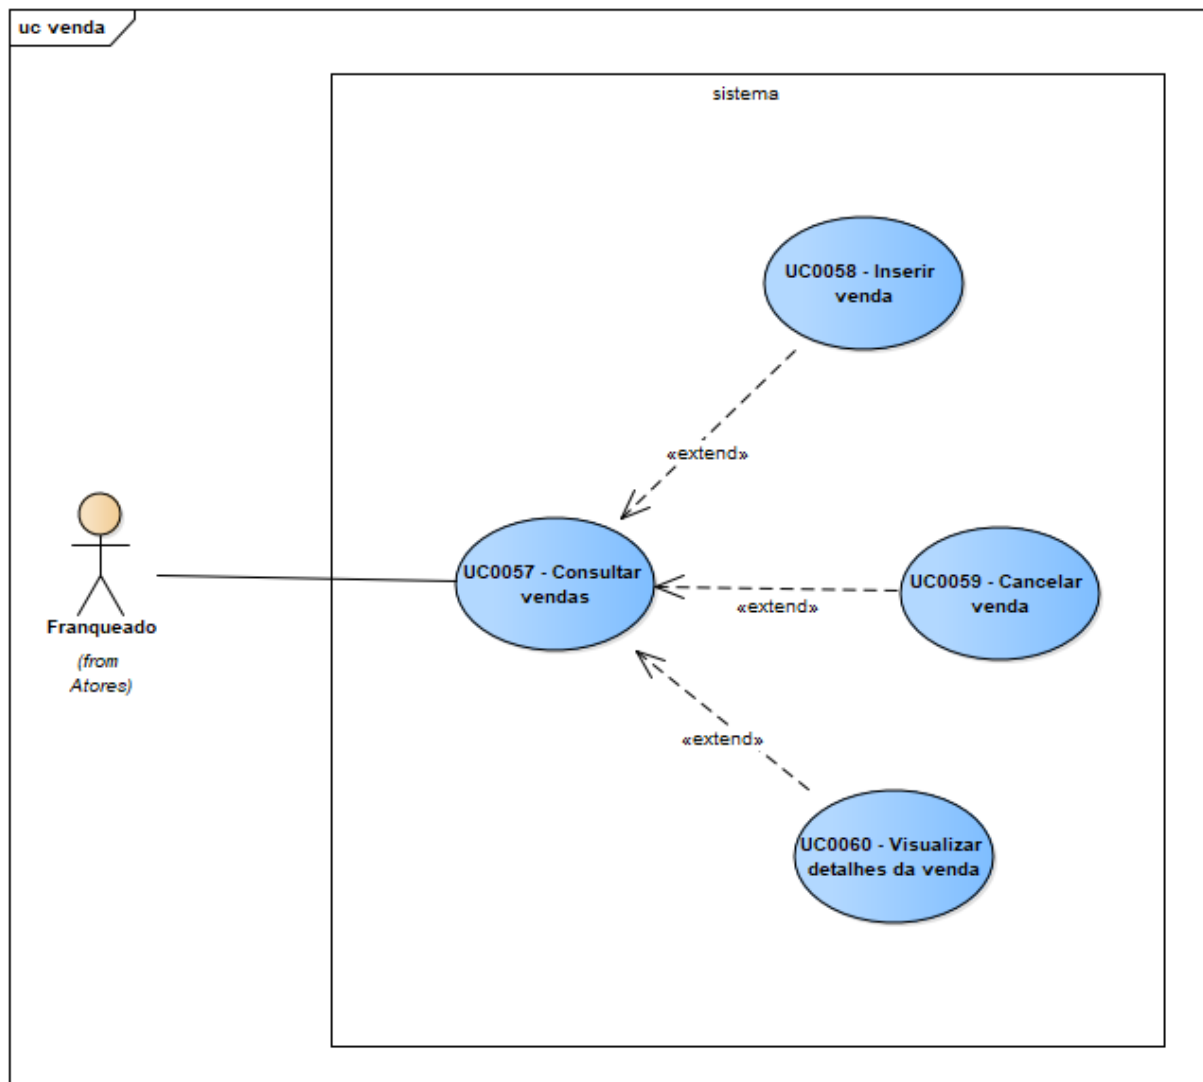 uc venda
sistema
UC0058 - Inserir
venda
«extend»
UC0057 - Consultar
vendas
UC0059 - Cancelar
venda
«extend»
Franqueado
(from
Atores)
«extend»
UC0060 - Visualizar
detalhes da venda